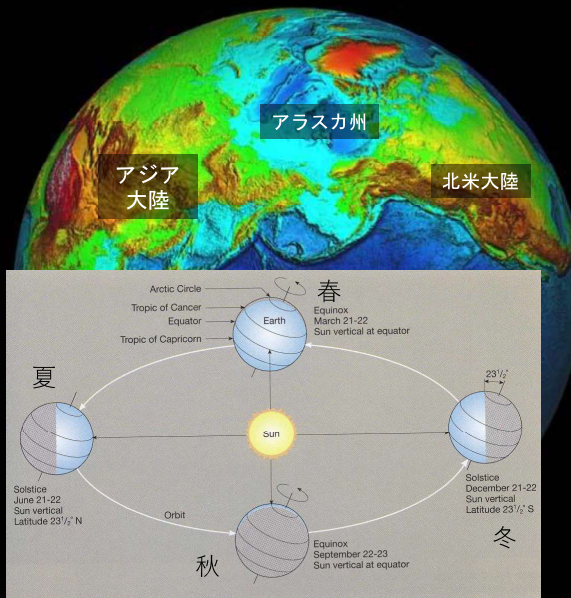 アラスカ州
アジア
大陸
北米大陸
春
Arctic Circle
Tropic of Cancer
Equator
Tropic of Capricorn
Earth
Equinox
March 21-22
Sun vertical at equator
夏
23½°
Sun
Solstice
June 21-22
Sun vertical
Latitude 23½° N
Solstice
December 21-22
Sun vertical
Latitude 23½° S
Orbit
冬
秋
Equinox
September 22-23
Sun vertical at equator